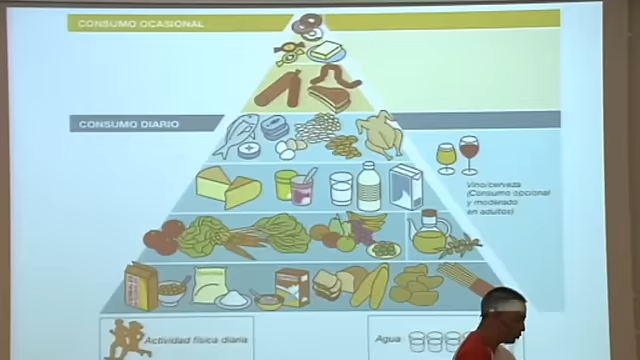 CONSUMO OCASIONAL
CONSUMO DIARIO
Vino/cerveza
(Consumo opcional
y moderado
en adultos)
Actividad física diaria
Agua